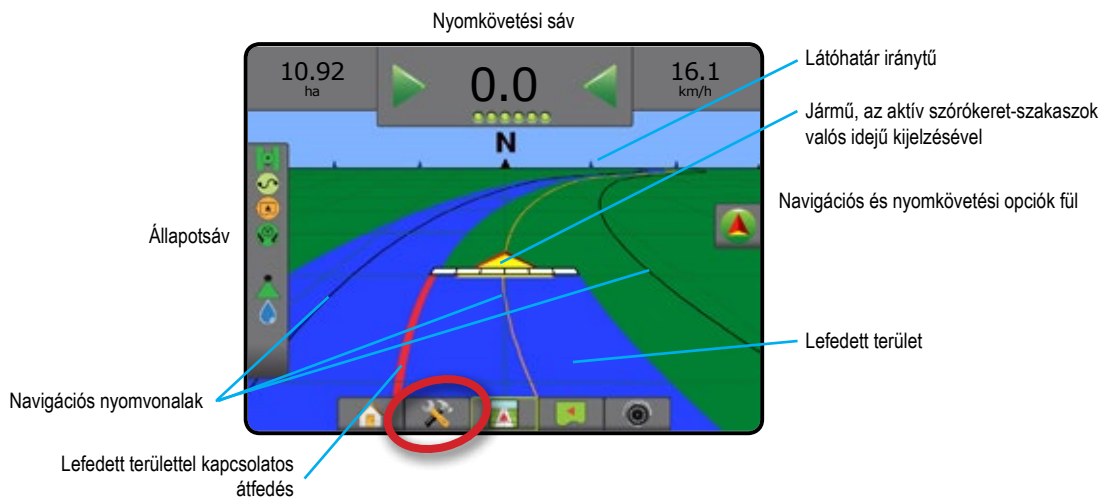 Nyomkövetési sáv
10.92
ha
0.0
16.1
km/h
N
Látóhatár iránytű
Jármű, az aktív szórókeret-szakaszok
valós idejű kijelzésével
Navigációs és nyomkövetési opciók fül
Állapotsáv
Lefedett terület
Navigációs nyomvonalak
Lefedett területtel kapcsolatos
átfedés